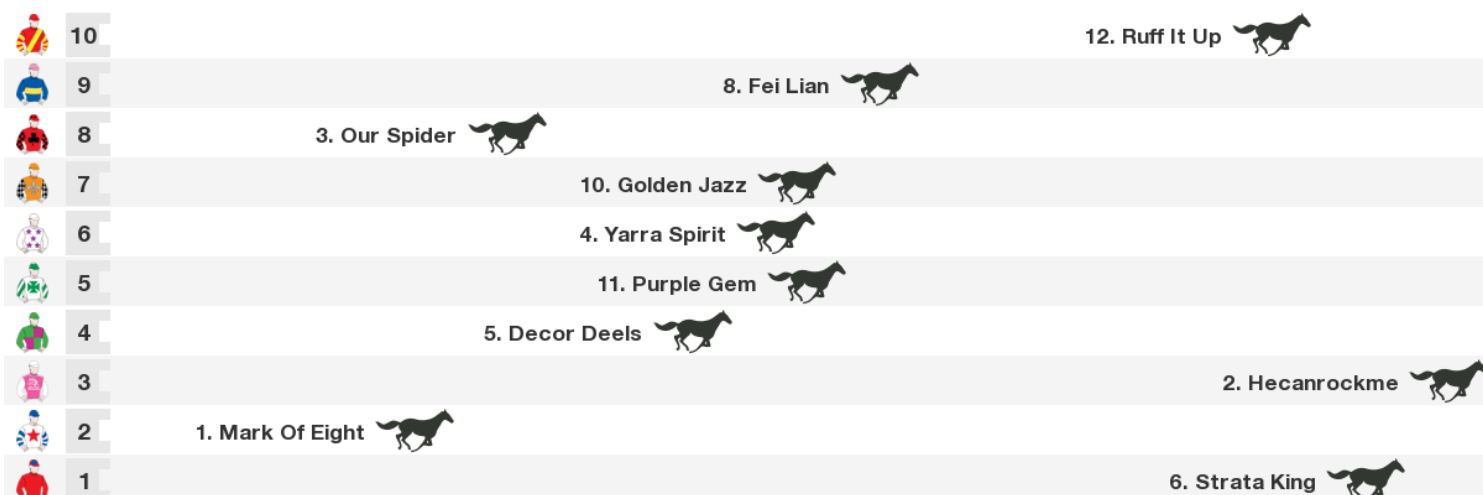 10 12. Ruff It Up
9 8. Fei Lian
8 3. Our Spider
7 10. Golden Jazz
6 4. Yarra Spirit
5 11. Purple Gem
4 5. Decor Deels
3 2. Hecanrockme
2 1. Mark Of Eight
1 6. Strata King